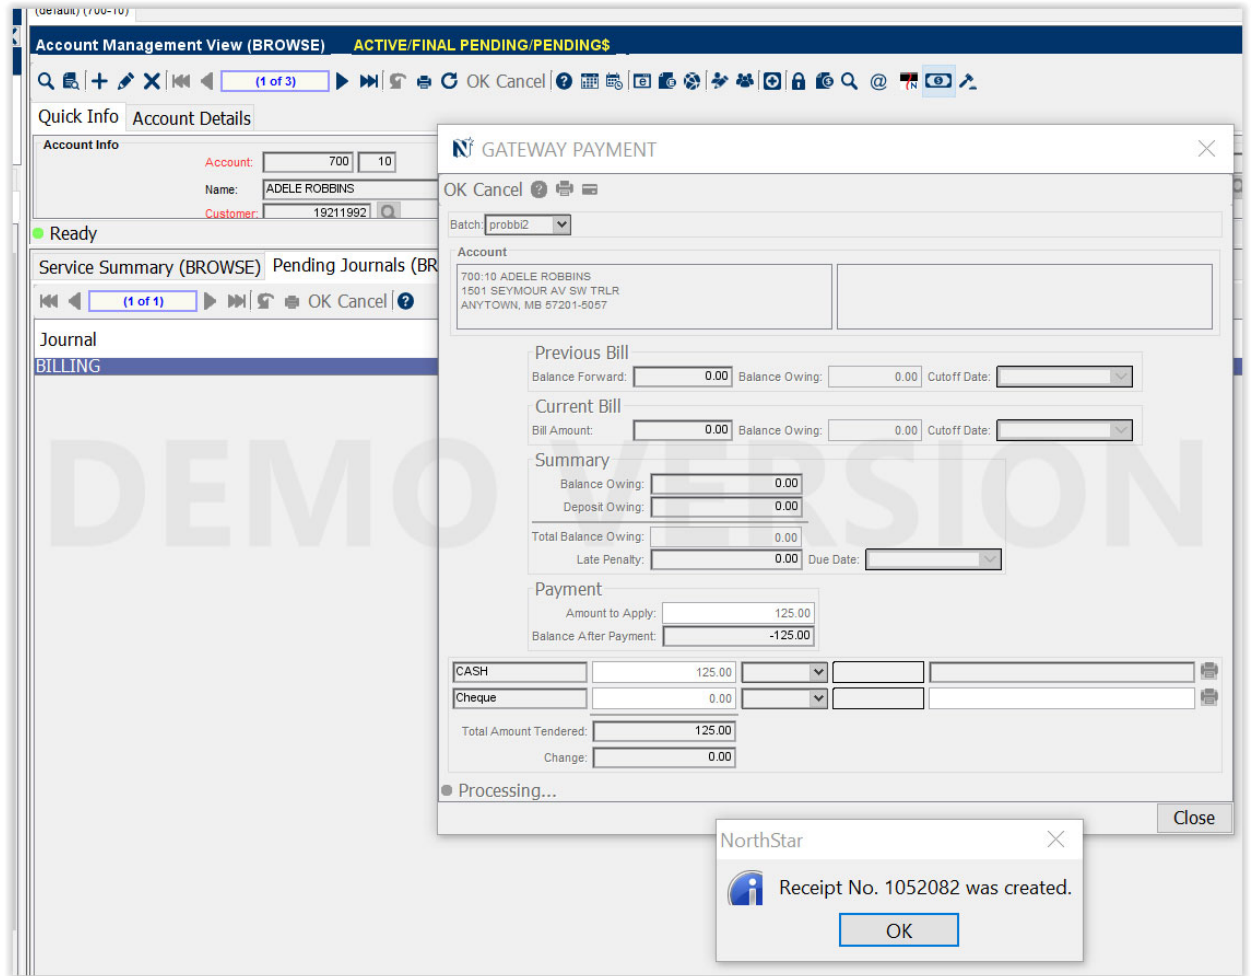 (default) (700-10)
Account Management View (BROWSE) ACTIVE/FINAL PENDING/PENDING$
(1 of 3) OK Cancel @
Quick Info Account Details
Account Info
Account: 700 10
Name: ADELE ROBBINS
Customer: 19211992
Ready
Service Summary (BROWSE) Pending Journals (BR
(1 of 1) OK Cancel
Journal
BILLING
GATEWAY PAYMENT
OK Cancel
Batch: probbi2
Account
700:10 ADELE ROBBINS
1501 SEYMOUR AV SW TRLR
ANYTOWN, MB 57201-5057
Previous Bill
Balance Forward: 0.00 Balance Owing: 0.00 Cutoff Date:
Current Bill
Bill Amount: 0.00 Balance Owing: 0.00 Cutoff Date:
Summary
Balance Owing: 0.00
Deposit Owing: 0.00
Total Balance Owing: 0.00
Late Penalty: 0.00 Due Date:
Payment
Amount to Apply: 125.00
Balance After Payment: -125.00
CASH 125.00
Cheque 0.00
Total Amount Tendered: 125.00
Change: 0.00
Processing...
Close
NorthStar
Receipt No. 1052082 was created.
OK
DEMO VERSION